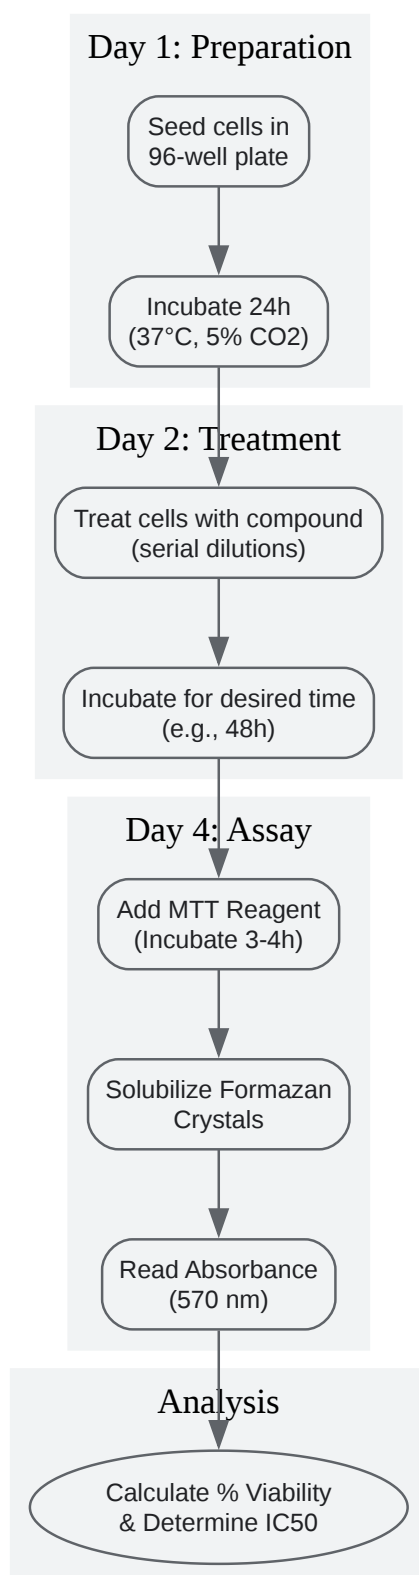 Day 1: Preparation
Seed cells in
96-well plate
Incubate 24h
(37°C, 5% CO2)
Day 2: Treatment
Treat cells with compound
(serial dilutions)
Incubate for desired time
(e.g., 48h)
Day 4: Assay
Add MTT Reagent
(Incubate 3-4h)
Solubilize Formazan
Crystals
Read Absorbance
(570 nm)
Analysis
Calculate % Viability
& Determine IC50